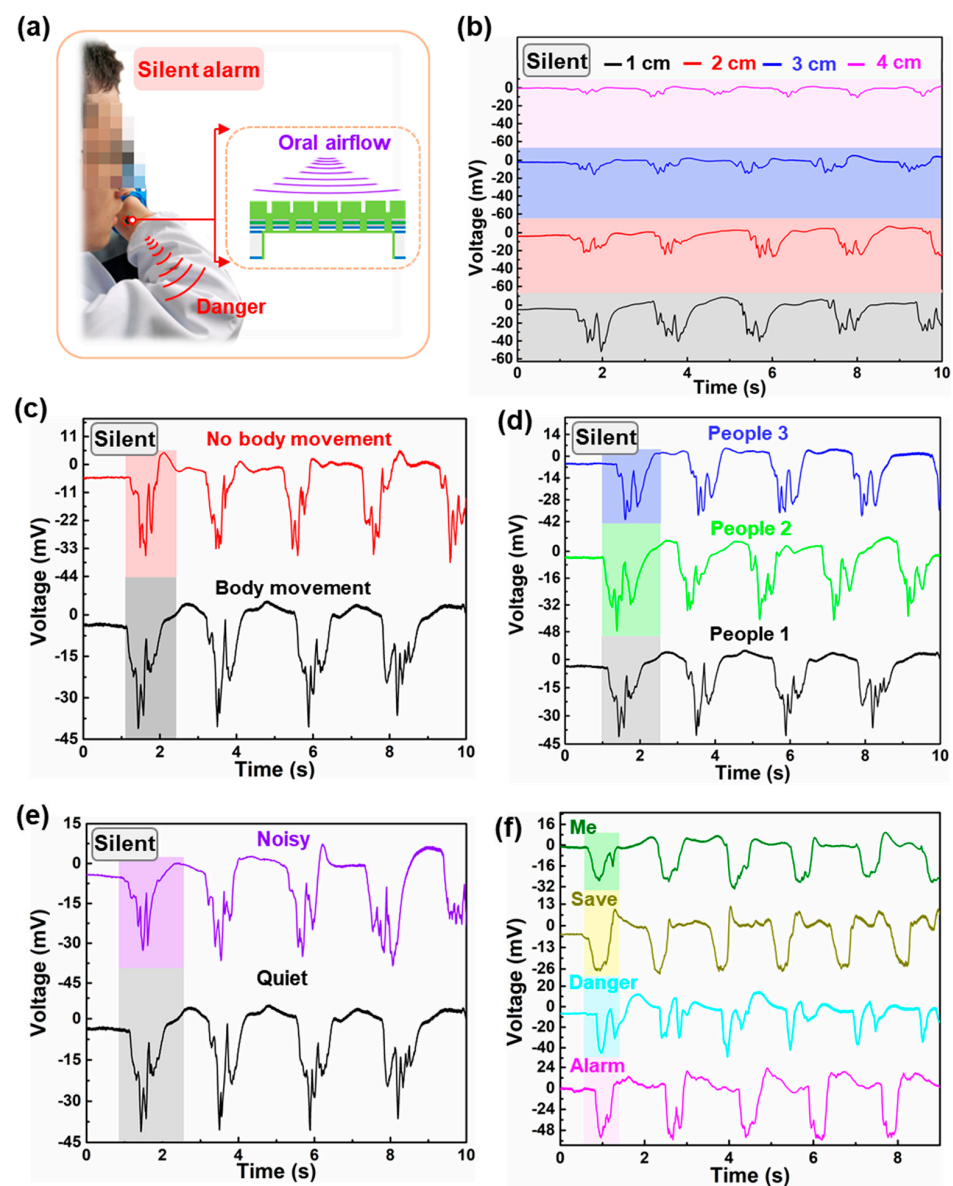 (a)
Silent alarm
Oral airflow
Danger
(b)
Silent
1 cm
2 cm
3 cm
4 cm
0
-20
-40
-60
0
-20
-40
-60
0
-20
-40
-60
0
-20
-40
-60
Voltage (mV)
0 2 4 6 8 10
Time (s)
(c)
Silent
No body movement
11
0
-11
-22
-33
-44
Body movement
0
-15
-30
-45
Voltage (mV)
0 2 4 6 8 10
Time (s)
(d)
Silent
People 3
14
0
-14
-28
-42
People 2
0
-16
-32
-48
People 1
0
-15
-30
-45
Voltage (mV)
0 2 4 6 8 10
Time (s)
(e)
Silent
Noisy
15
0
-15
-30
-45
Quiet
0
-15
-30
-45
Voltage (mV)
0 2 4 6 8 10
Time (s)
(f)
Me
16
0
-16
-32
Save
13
0
-13
-26
Danger
20
0
-20
-40
Alarm
24
0
-24
-48
Voltage (mV)
0 2 4 6 8
Time (s)